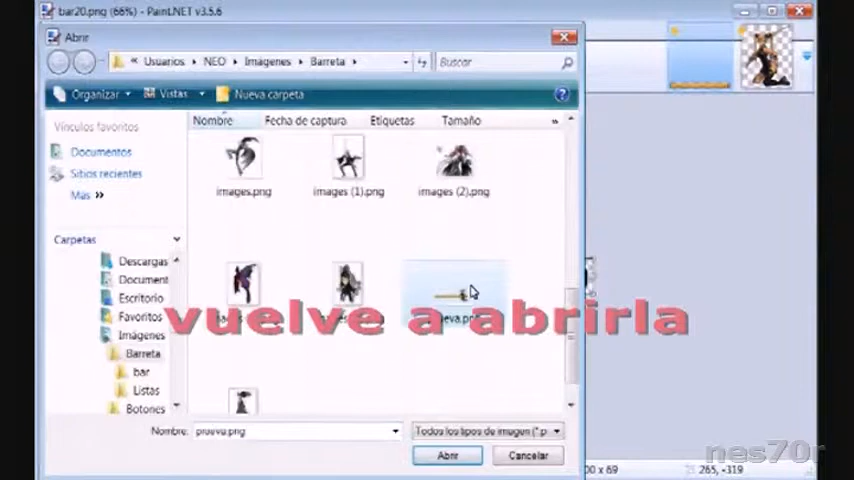 bar20.png (66%) - Paint.NET v3.5.6
Abrir
« Usuarios NEO Imágenes Barreta
Buscar
Organizar Vistas Nueva carpeta
Vínculos favoritos
Nombre Fecha de captura Etiquetas Tamaño »
Documentos
Sitios recientes
Más »
images.png images (1).png images (2).png
Carpetas
Descargas
Document
Escritorio
Favoritos
vuelve a abrirla
Imágenes
Barreta
bar
Listas
Botones
Nombre: prueva.png Todos los tipos de imagen (*.p
Abrir Cancelar
nes70r
00 x 69 265, -319